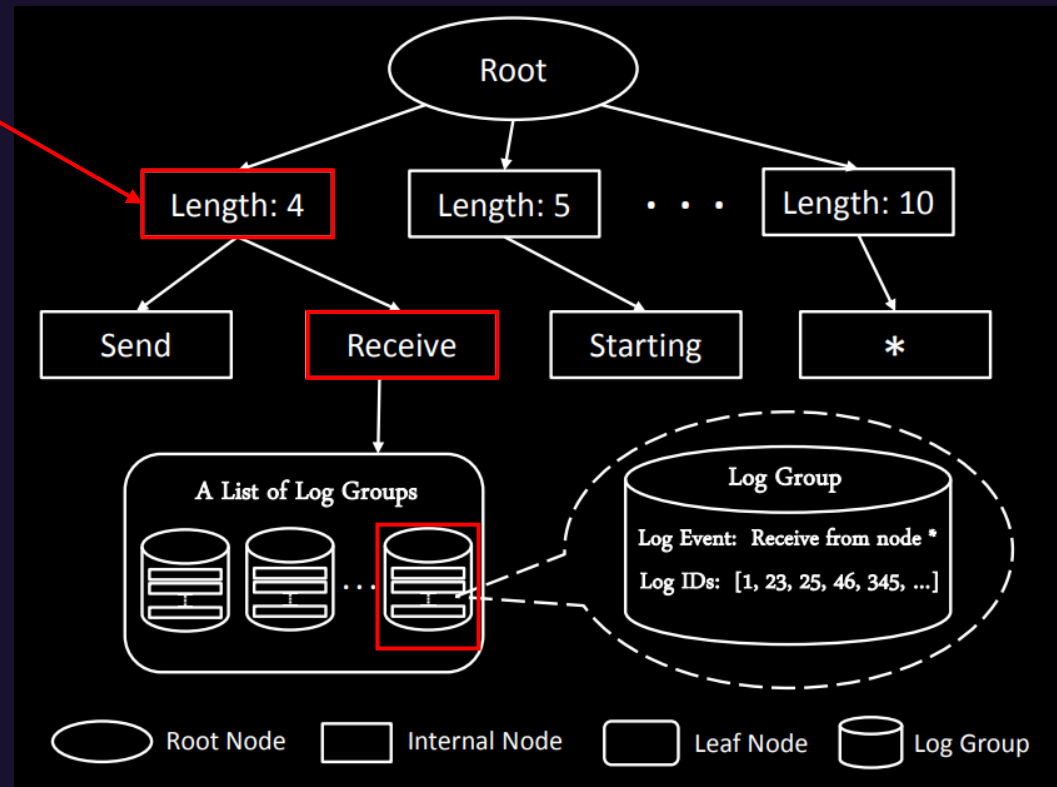 Root
Length: 4
Length: 5
. . .
Length: 10
Send
Receive
Starting
*
A List of Log Groups
...
Log Group
Log Event: Receive from node *
Log IDs: [1, 23, 25, 46, 345, ...]
Root Node
Internal Node
Leaf Node
Log Group